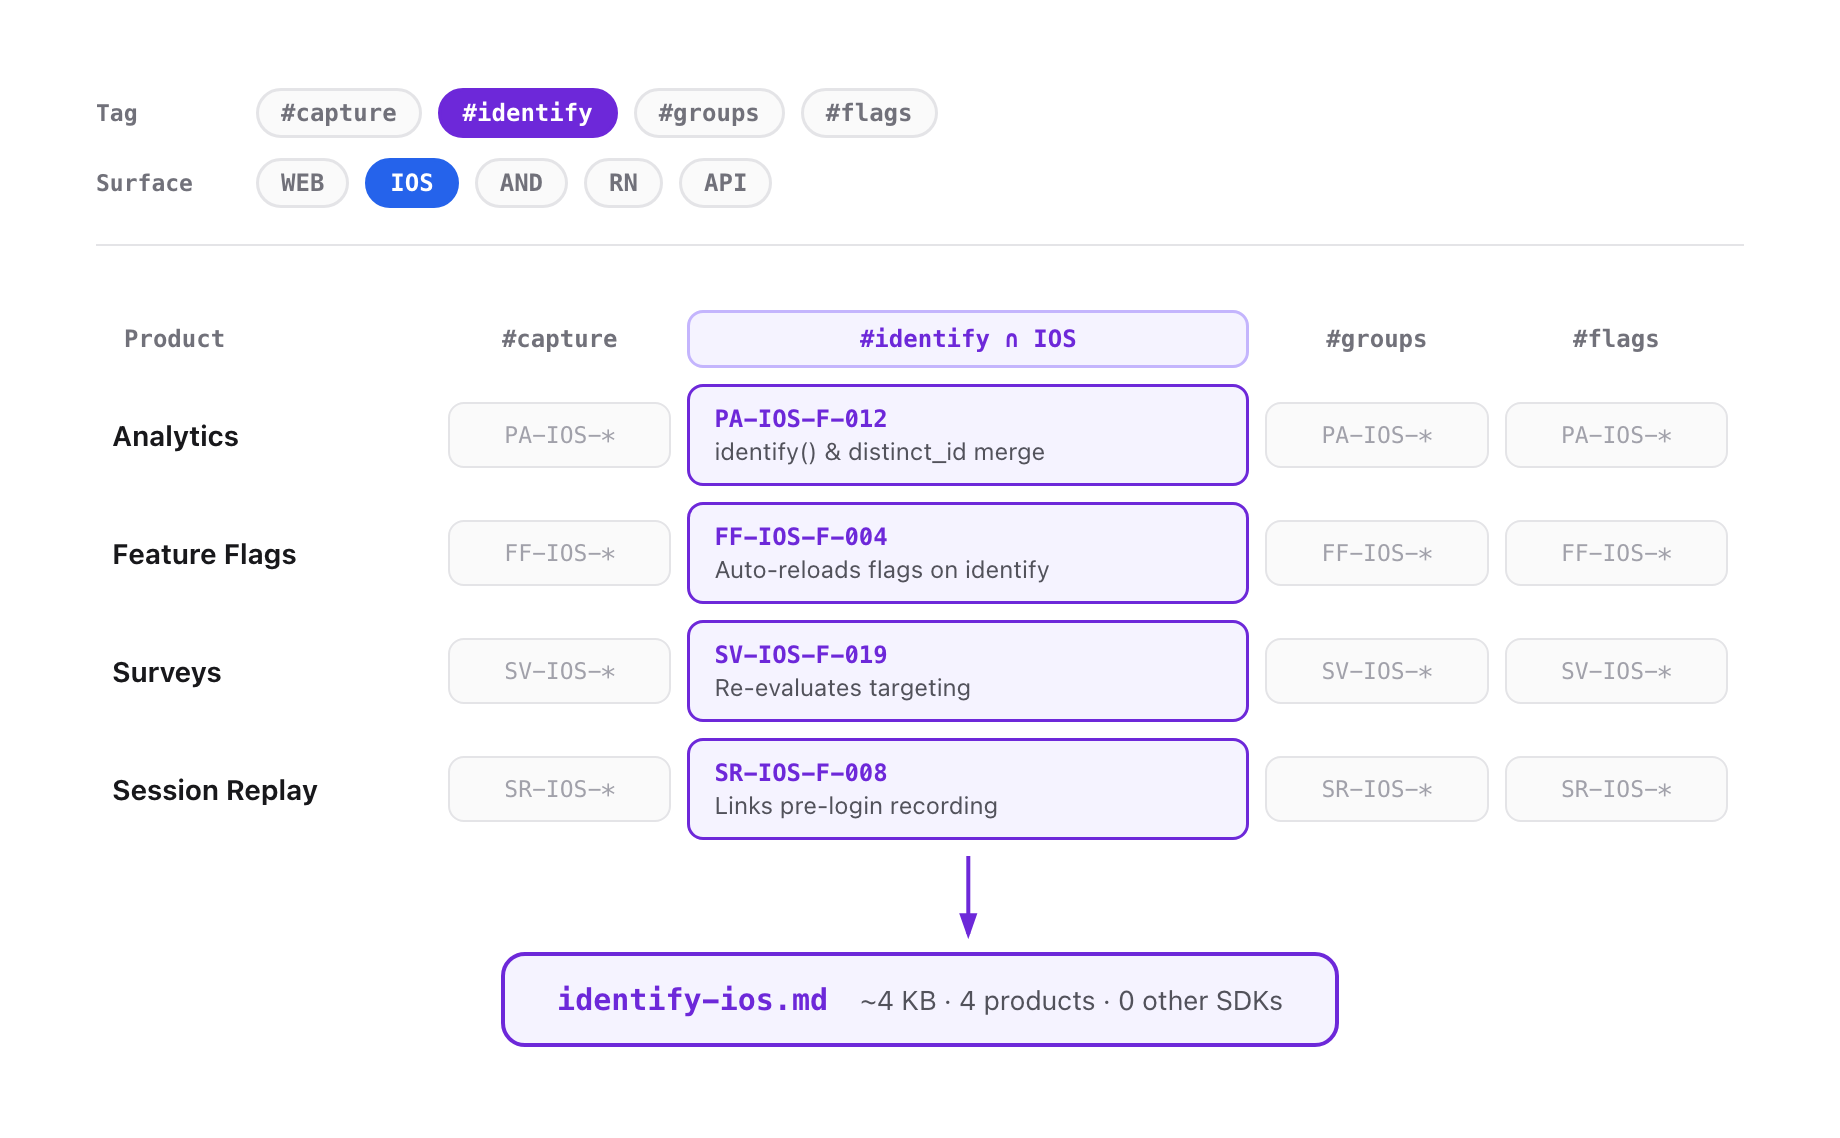 Tag #capture #identify #groups #flags
Surface WEB IOS AND RN API
Product #capture #identify ∩ IOS #groups #flags
Analytics PA-IOS-* PA-IOS-F-012 PA-IOS-* PA-IOS-*
identify() & distinct_id merge
Feature Flags FF-IOS-* FF-IOS-F-004 FF-IOS-* FF-IOS-*
Auto-reloads flags on identify
Surveys SV-IOS-* SV-IOS-F-019 SV-IOS-* SV-IOS-*
Re-evaluates targeting
Session Replay SR-IOS-* SR-IOS-F-008 SR-IOS-* SR-IOS-*
Links pre-login recording
identify-ios.md ~4 KB · 4 products · 0 other SDKs